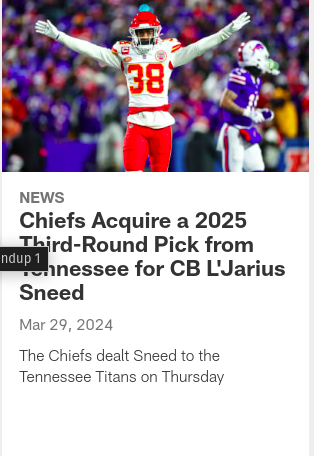 38
NEWS
Chiefs Acquire a 2025
Third-Round Pick from
ndup 1
Tennessee for CB L'Jarius
Sneed
Mar 29, 2024
The Chiefs dealt Sneed to the
Tennessee Titans on Thursday